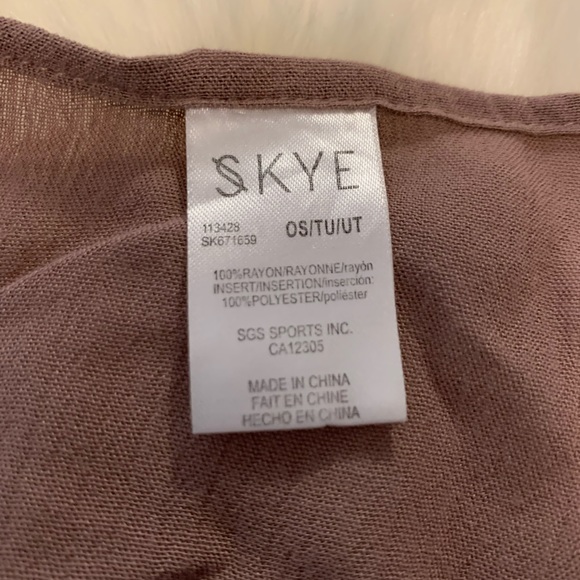 SKYE
113428
SK671659
OS/TU/UT
100%RAYON/RAYONNE/rayón
INSERT/INSERTION/inserción:
100%POLYESTER/poliéster
SGS SPORTS INC.
CA12305
MADE IN CHINA
FAIT EN CHINE
HECHO EN CHINA